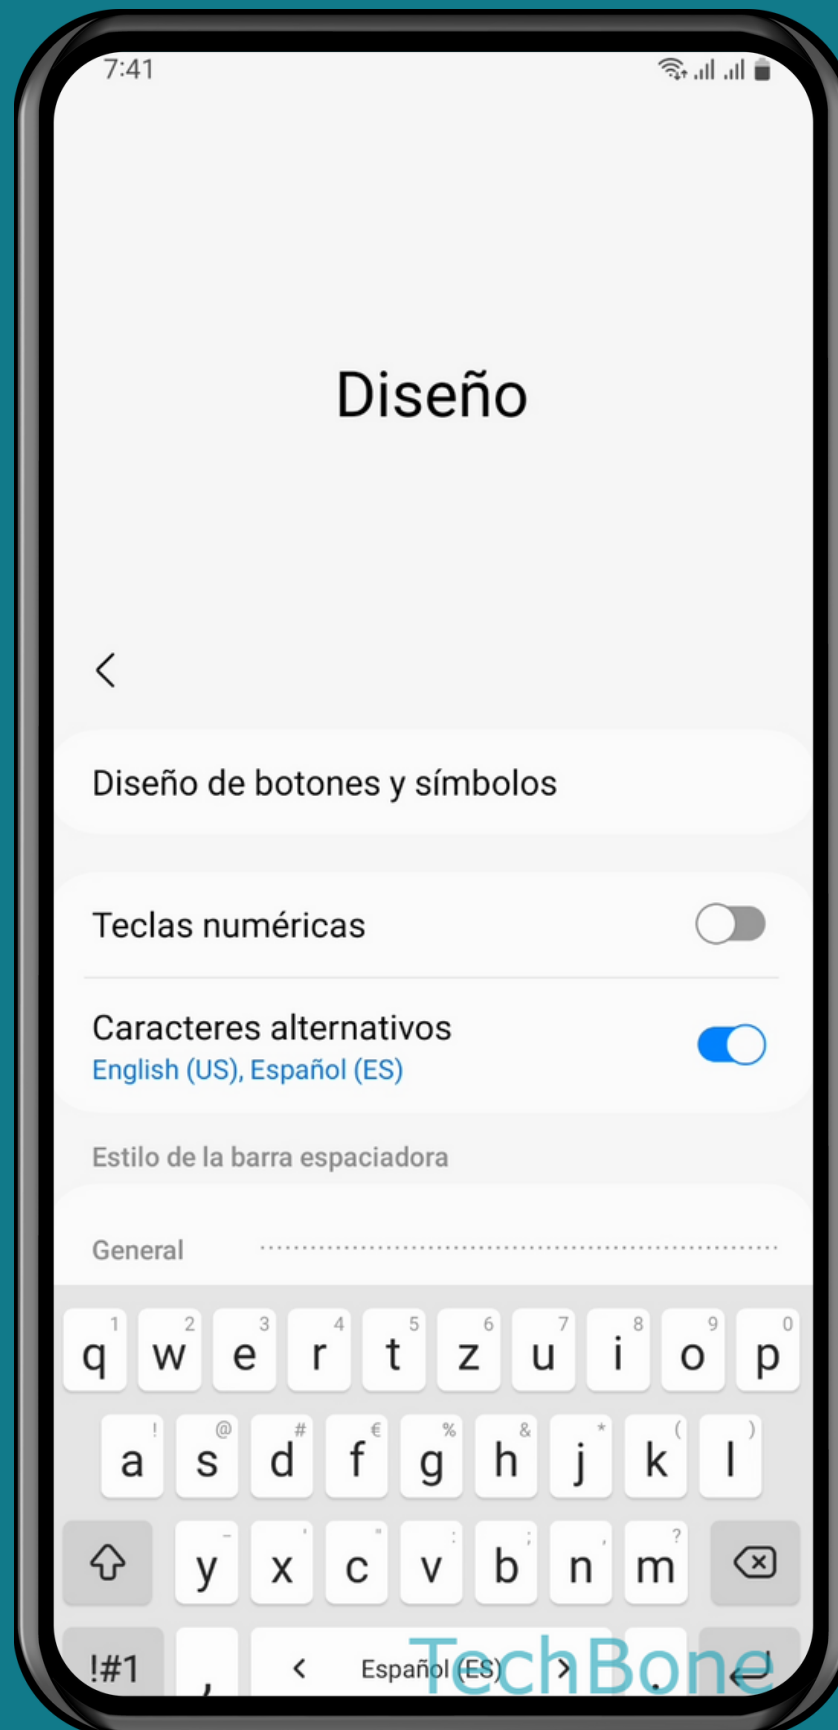 7:41
Diseño
Diseño de botones y símbolos
Teclas numéricas
Caracteres alternativos
English (US), Español (ES)
Estilo de la barra espaciadora
General
1 2 3 4 5 6 7 8 9 0
q w e r t z u i o p
! @ # € % & * ( )
a s d f g h j k l
- ' " : ; , ?
y x c v b n m
!#1 , < Español (ES) > .
TechBone